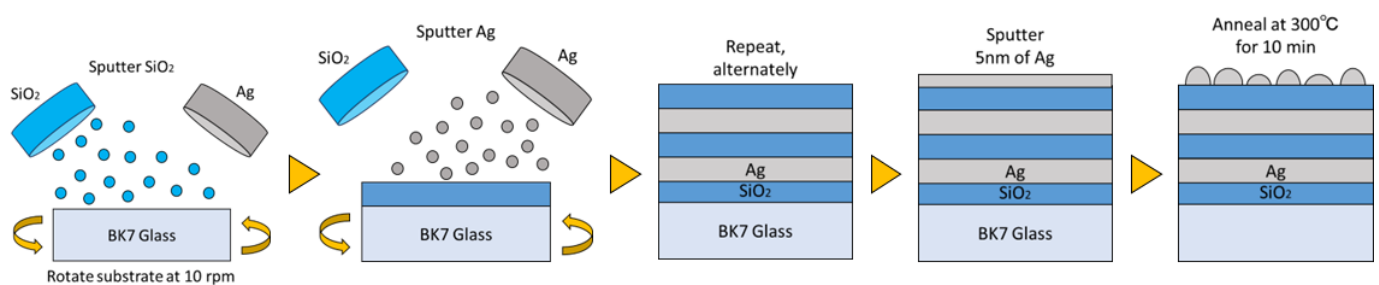 Sputter SiO₂
SiO₂
Ag
BK7 Glass
Rotate substrate at 10 rpm
Sputter Ag
SiO₂
Ag
BK7 Glass
Repeat,
alternately
Ag
SiO₂
BK7 Glass
Sputter
5nm of Ag
Ag
SiO₂
BK7 Glass
Anneal at 300℃
for 10 min
Ag
SiO₂